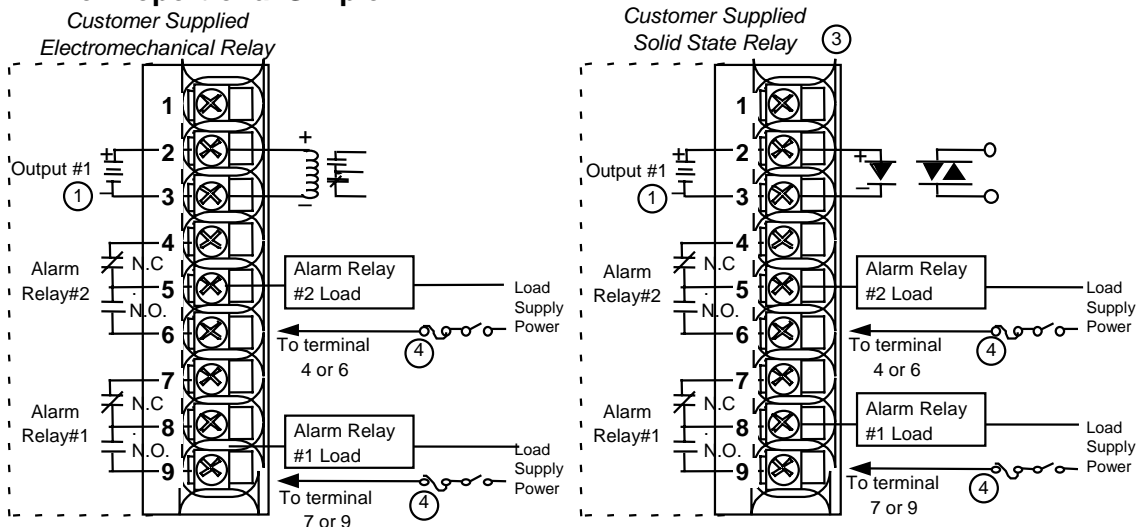 Customer Supplied
Electromechanical Relay
1
2
3
4
5
6
7
8
9
+
Output #1
1
–
+
–
Alarm
Relay#2
N.C
N.O.
Alarm Relay
#2 Load
Load
Supply
Power
To terminal
4 or 6
4
Alarm
Relay#1
N.C
N.O.
Alarm Relay
#1 Load
Load
Supply
Power
To terminal
7 or 9
4
Customer Supplied
Solid State Relay
3
1
2
3
4
5
6
7
8
9
+
Output #1
1
–
+
–
Alarm
Relay#2
N.C
N.O.
Alarm Relay
#2 Load
Load
Supply
Power
To terminal
4 or 6
4
Alarm
Relay#1
N.C
N.O.
Alarm Relay
#1 Load
Load
Supply
Power
To terminal
7 or 9
4